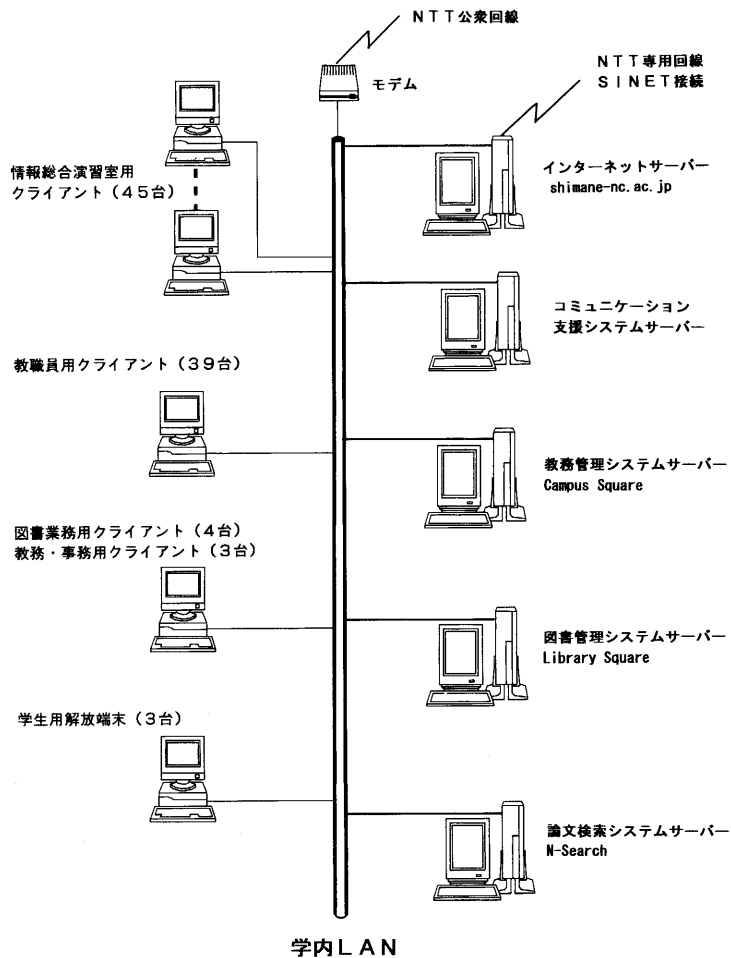 NTT公衆回線
モデム
NTT専用回線
SINET接続
情報総合演習室用
クライアント(45台)
インターネットサーバー
shimane-nc.ac.jp
コミュニケーション
支援システムサーバー
教職員用クライアント(39台)
教務管理システムサーバー
Campus Square
図書業務用クライアント(4台)
教務・事務用クライアント(3台)
図書管理システムサーバー
Library Square
学生用解放端末(3台)
論文検索システムサーバー
N-Search
学内LAN